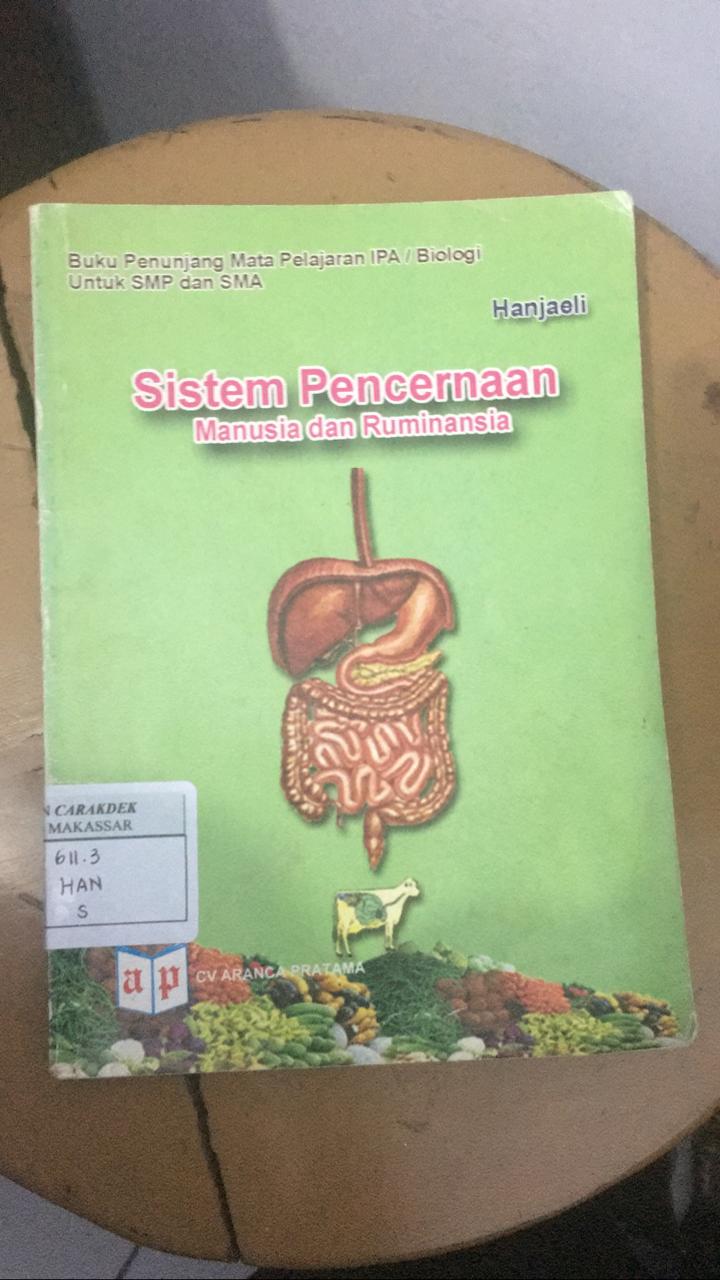 Buku Penunjang Mata Pelajaran IPA / Biologi
Untuk SMP dan SMA
Hanjaeli
Sistem Pencernaan
Manusia dan Ruminansia
N CARAKDEK
MAKASSAR
611.3
HAN
S
ap
CV ARANCA PRATAMA